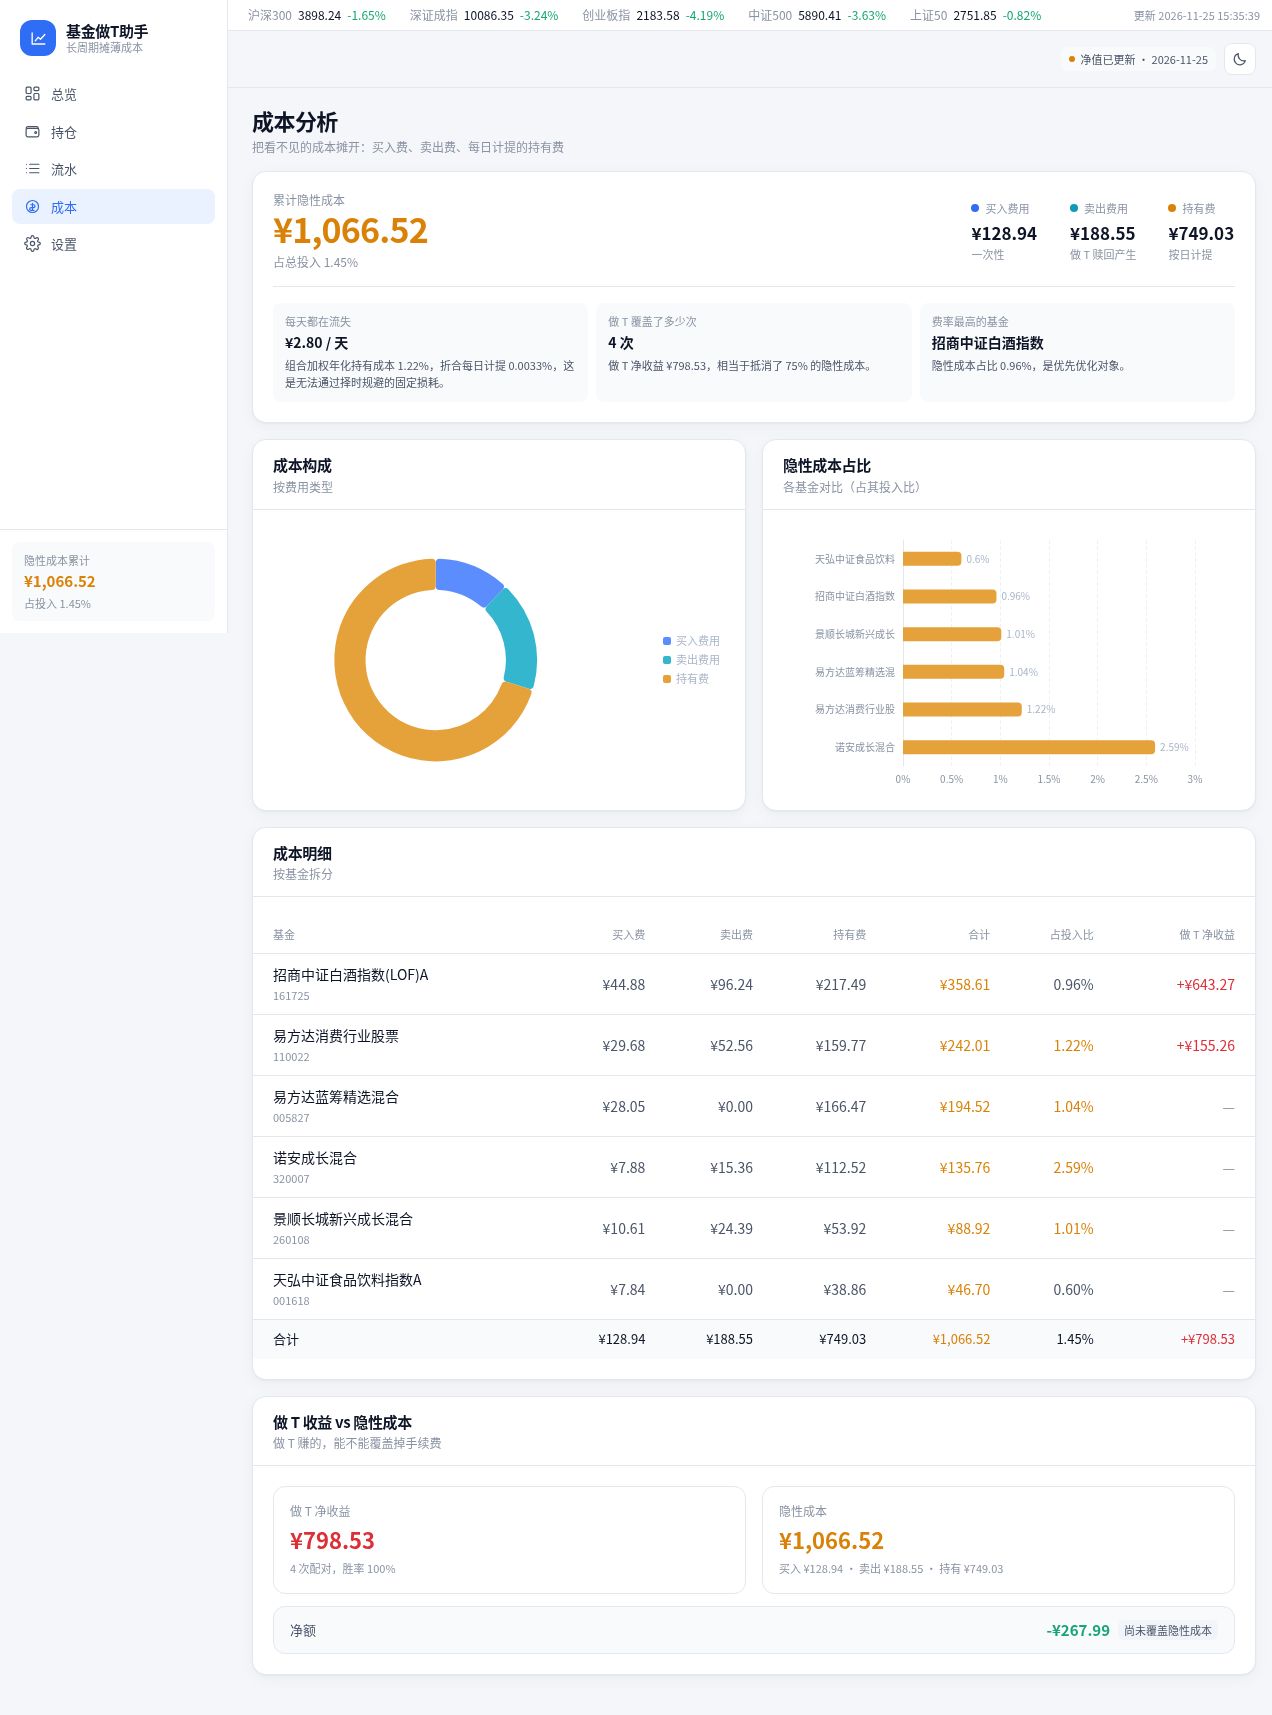 基金做T助手
长周期摊薄成本
总览
持仓
流水
成本
设置
隐性成本累计
¥1,066.52
占投入 1.45%
沪深300 3898.24 -1.65% 深证成指 10086.35 -3.24% 创业板指 2183.58 -4.19% 中证500 5890.41 -3.63% 上证50 2751.85 -0.82% 更新 2026-11-25 15:35:39
净值已更新 · 2026-11-25
成本分析
把看不见的成本摊开：买入费、卖出费、每日计提的持有费
累计隐性成本
¥1,066.52
占总投入 1.45%
买入费用
¥128.94
一次性
卖出费用
¥188.55
做 T 赎回产生
持有费
¥749.03
按日计提
每天都在流失
¥2.80 / 天
组合加权年化持有成本 1.22%，折合每日计提 0.0033%，这
是无法通过择时规避的固定损耗。
做 T 覆盖了多少次
4 次
做 T 净收益 ¥798.53，相当于抵消了 75% 的隐性成本。
费率最高的基金
招商中证白酒指数
隐性成本占比 0.96%，是优先优化对象。
成本构成
按费用类型
买入费用
卖出费用
持有费
隐性成本占比
各基金对比（占其投入比）
天弘中证食品饮料 0.6%
招商中证白酒指数 0.96%
景顺长城新兴成长 1.01%
易方达蓝筹精选混 1.04%
易方达消费行业股 1.22%
诺安成长混合 2.59%
0% 0.5% 1% 1.5% 2% 2.5% 3%
成本明细
按基金拆分
基金 买入费 卖出费 持有费 合计 占投入比 做 T 净收益
招商中证白酒指数(LOF)A ¥44.88 ¥96.24 ¥217.49 ¥358.61 0.96% +¥643.27
161725
易方达消费行业股票 ¥29.68 ¥52.56 ¥159.77 ¥242.01 1.22% +¥155.26
110022
易方达蓝筹精选混合 ¥28.05 ¥0.00 ¥166.47 ¥194.52 1.04% —
005827
诺安成长混合 ¥7.88 ¥15.36 ¥112.52 ¥135.76 2.59% —
320007
景顺长城新兴成长混合 ¥10.61 ¥24.39 ¥53.92 ¥88.92 1.01% —
260108
天弘中证食品饮料指数A ¥7.84 ¥0.00 ¥38.86 ¥46.70 0.60% —
001618
合计 ¥128.94 ¥188.55 ¥749.03 ¥1,066.52 1.45% +¥798.53
做 T 收益 vs 隐性成本
做 T 赚的，能不能覆盖掉手续费
做 T 净收益
¥798.53
4 次配对，胜率 100%
隐性成本
¥1,066.52
买入 ¥128.94 · 卖出 ¥188.55 · 持有 ¥749.03
净额 -¥267.99 尚未覆盖隐性成本